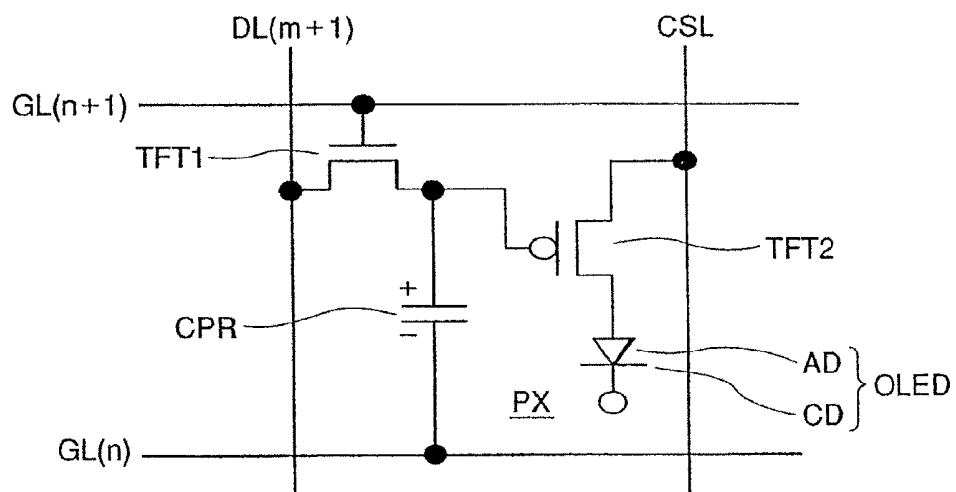 DL(m+1)
CSL
GL(n+1)
TFT1
TFT2
+
CPR
−
AD
OLED
CD
PX
GL(n)